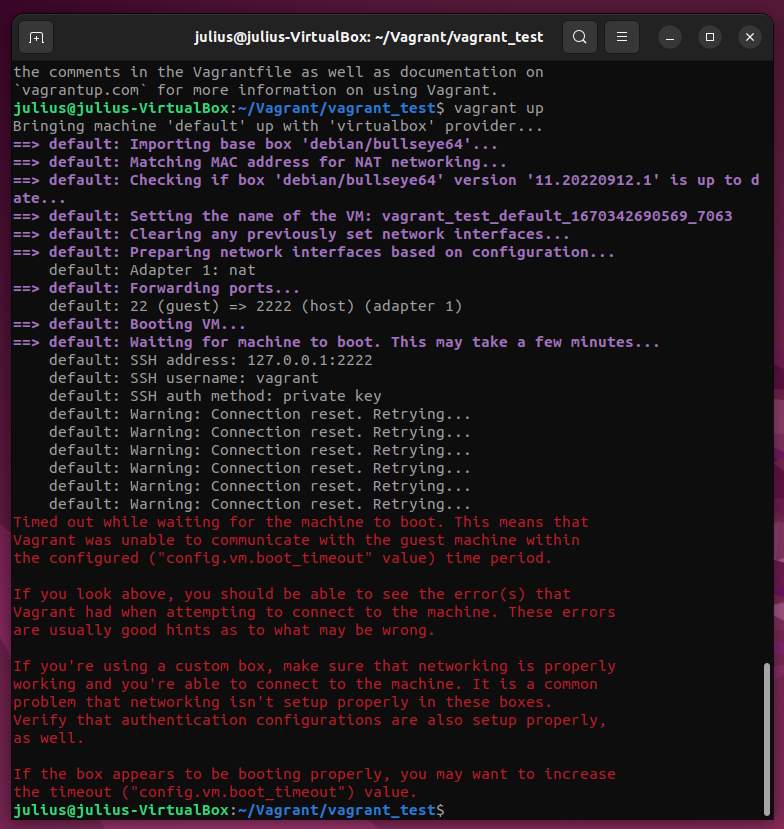 julius@julius-VirtualBox: ~/Vagrant/vagrant_test
the comments in the Vagrantfile as well as documentation on
`vagrantup.com` for more information on using Vagrant.
julius@julius-VirtualBox:~/Vagrant/vagrant_test$ vagrant up
Bringing machine 'default' up with 'virtualbox' provider...
==> default: Importing base box 'debian/bullseye64'...
==> default: Matching MAC address for NAT networking...
==> default: Checking if box 'debian/bullseye64' version '11.20220912.1' is up to d
ate...
==> default: Setting the name of the VM: vagrant_test_default_1670342690569_7063
==> default: Clearing any previously set network interfaces...
==> default: Preparing network interfaces based on configuration...
    default: Adapter 1: nat
==> default: Forwarding ports...
    default: 22 (guest) => 2222 (host) (adapter 1)
==> default: Booting VM...
==> default: Waiting for machine to boot. This may take a few minutes...
    default: SSH address: 127.0.0.1:2222
    default: SSH username: vagrant
    default: SSH auth method: private key
    default: Warning: Connection reset. Retrying...
    default: Warning: Connection reset. Retrying...
    default: Warning: Connection reset. Retrying...
    default: Warning: Connection reset. Retrying...
    default: Warning: Connection reset. Retrying...
    default: Warning: Connection reset. Retrying...
Timed out while waiting for the machine to boot. This means that
Vagrant was unable to communicate with the guest machine within
the configured ("config.vm.boot_timeout" value) time period.

If you look above, you should be able to see the error(s) that
Vagrant had when attempting to connect to the machine. These errors
are usually good hints as to what may be wrong.

If you're using a custom box, make sure that networking is properly
working and you're able to connect to the machine. It is a common
problem that networking isn't setup properly in these boxes.
Verify that authentication configurations are also setup properly,
as well.

If the box appears to be booting properly, you may want to increase
the timeout ("config.vm.boot_timeout") value.
julius@julius-VirtualBox:~/Vagrant/vagrant_test$